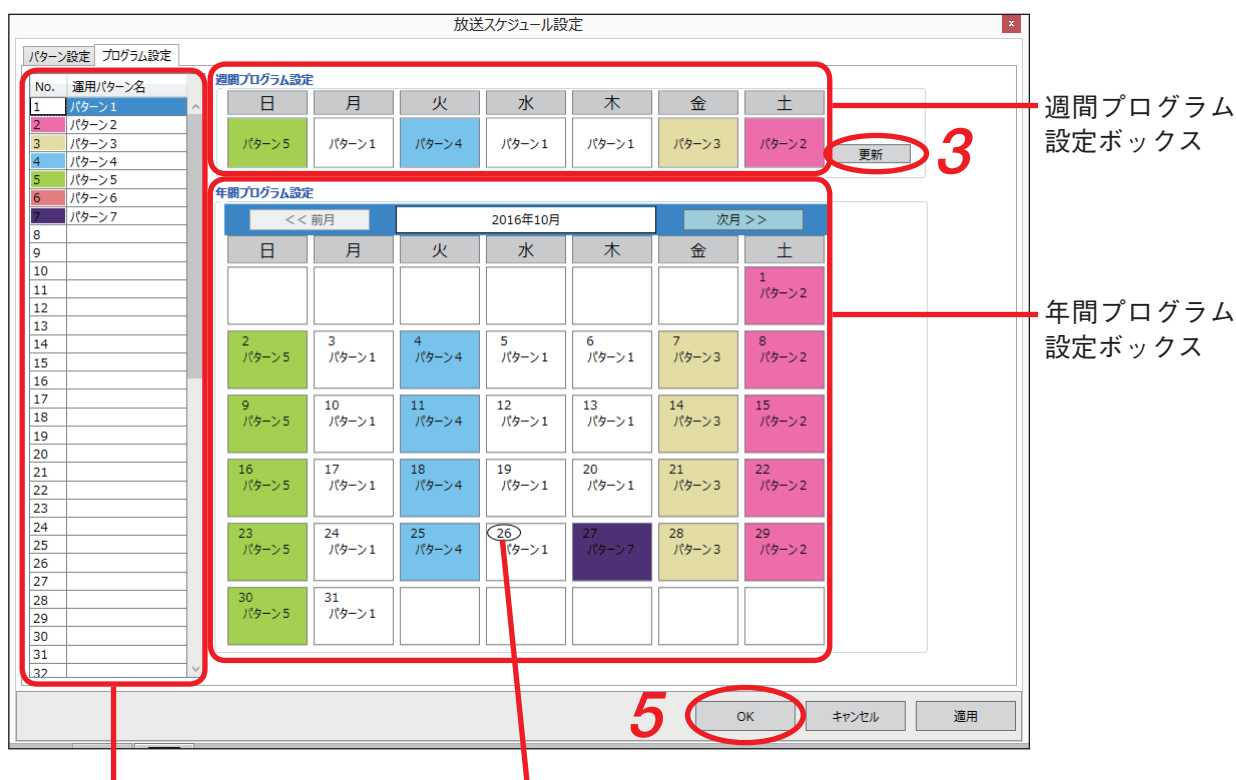 放送スケジュール設定
x
パターン設定 プログラム設定
No. 運用パターン名
1 パターン1
2 パターン2
3 パターン3
4 パターン4
5 パターン5
6 パターン6
7 パターン7
8
9
10
11
12
13
14
15
16
17
18
19
20
21
22
23
24
25
26
27
28
29
30
31
32
週間プログラム設定
日 月 火 水 木 金 土
パターン5 パターン1 パターン4 パターン1 パターン1 パターン3 パターン2
更新
3
週間プログラム
設定ボックス
年間プログラム設定
<< 前月 2016年10月 次月 >>
日 月 火 水 木 金 土
1
パターン2
2 3 4 5 6 7 8
パターン5 パターン1 パターン4 パターン1 パターン1 パターン3 パターン2
9 10 11 12 13 14 15
パターン5 パターン1 パターン4 パターン1 パターン1 パターン3 パターン2
16 17 18 19 20 21 22
パターン5 パターン1 パターン4 パターン1 パターン1 パターン3 パターン2
23 24 25 26 27 28 29
パターン5 パターン1 パターン4 パターン1 パターン7 パターン3 パターン2
30 31
パターン5 パターン1
年間プログラム
設定ボックス
5
OK キャンセル 適用